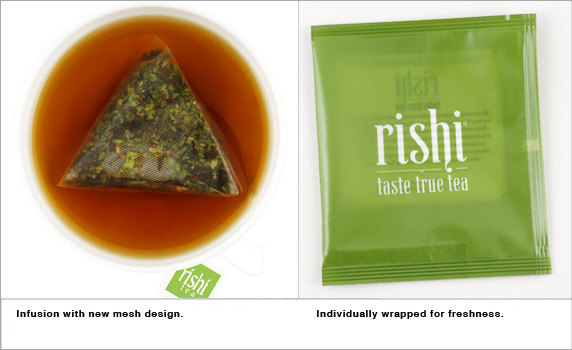 rishi
tea
Infusion with new mesh design.
rishi
rishi
taste true tea
Individually wrapped for freshness.